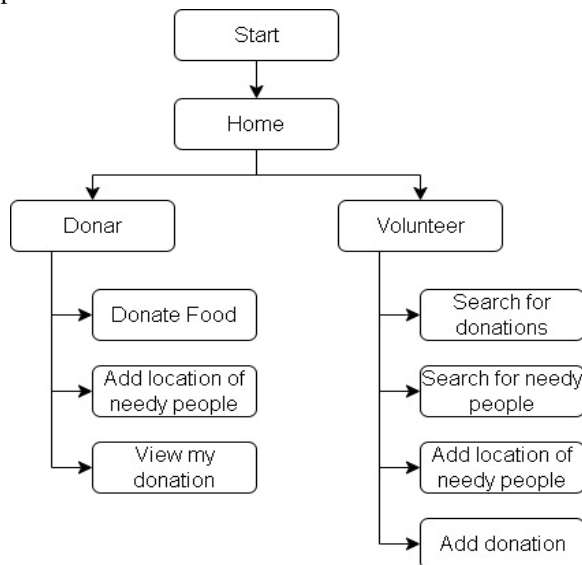 Start
Home
Donar
Volunteer
Donate Food
Add location of
needy people
View my
donation
Search for
donations
Search for needy
people
Add location of
needy people
Add donation